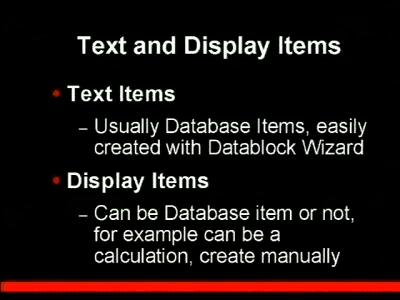 Text and Display Items
• Text Items
– Usually Database Items, easily
created with Datablock Wizard
• Display Items
– Can be Database item or not,
for example can be a
calculation, create manually